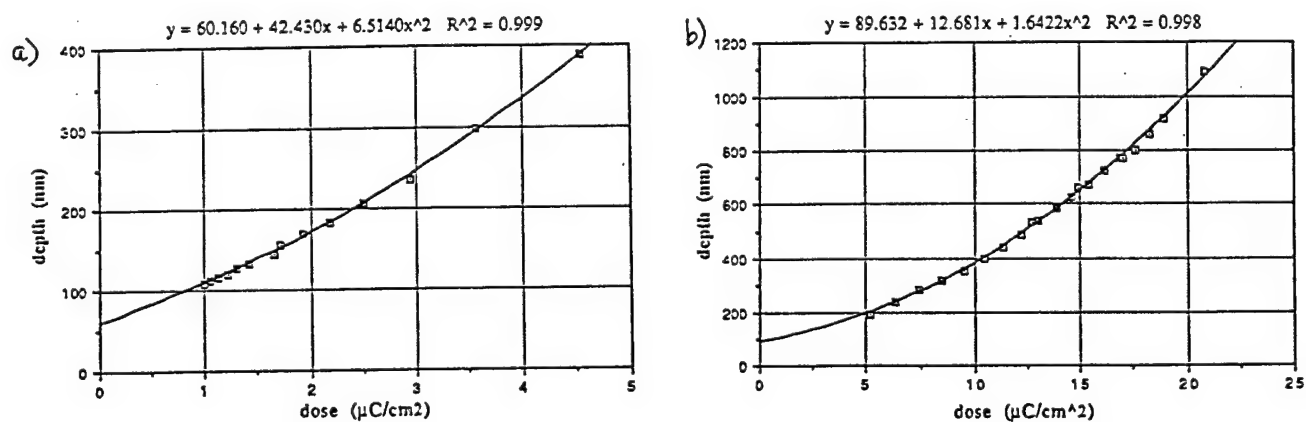 a)
y = 60.160 + 42.430x + 6.5140x^2 R^2 = 0.999
400
300
200
100
0
depth (nm)
0 1 2 3 4 5
dose (µC/cm2)
b)
y = 89.632 + 12.681x + 1.6422x^2 R^2 = 0.998
1200
1000
800
600
400
200
0
depth (nm)
0 5 10 15 20 25
dose (µC/cm^2)